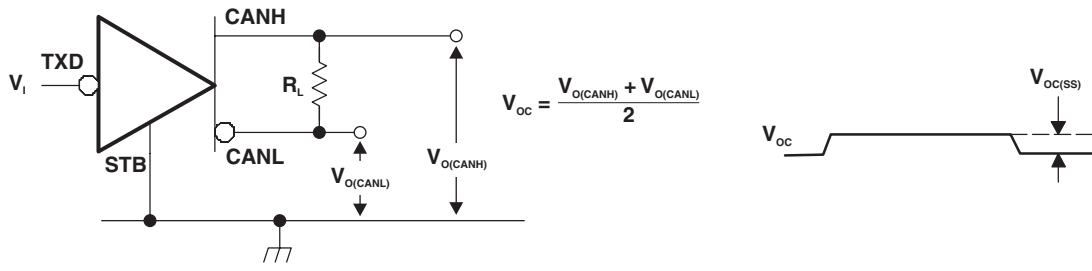 CANH
TXD
V_I
R_L
CANL
STB
V_O(CANL)
V_O(CANH)
V_OC = (V_O(CANH) + V_O(CANL)) / 2
V_OC
V_OC(SS)